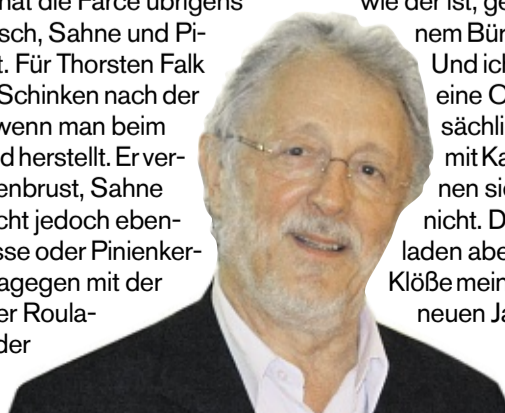 hat die Farce übrigens
sch, Sahne und Pi-
t. Für Thorsten Falk
Schinken nach der
wenn man beim
d herstellt. Er ver-
enbrust, Sahne
cht jedoch eben-
sse oder Pinienker-
agegen mit der
er Roula-
der
wie der ist, ge
nem Bür
Und ich
eine
sächli
mit Ka
nen sie
nicht. D
laden abe
Klöße mein
neuen Ja